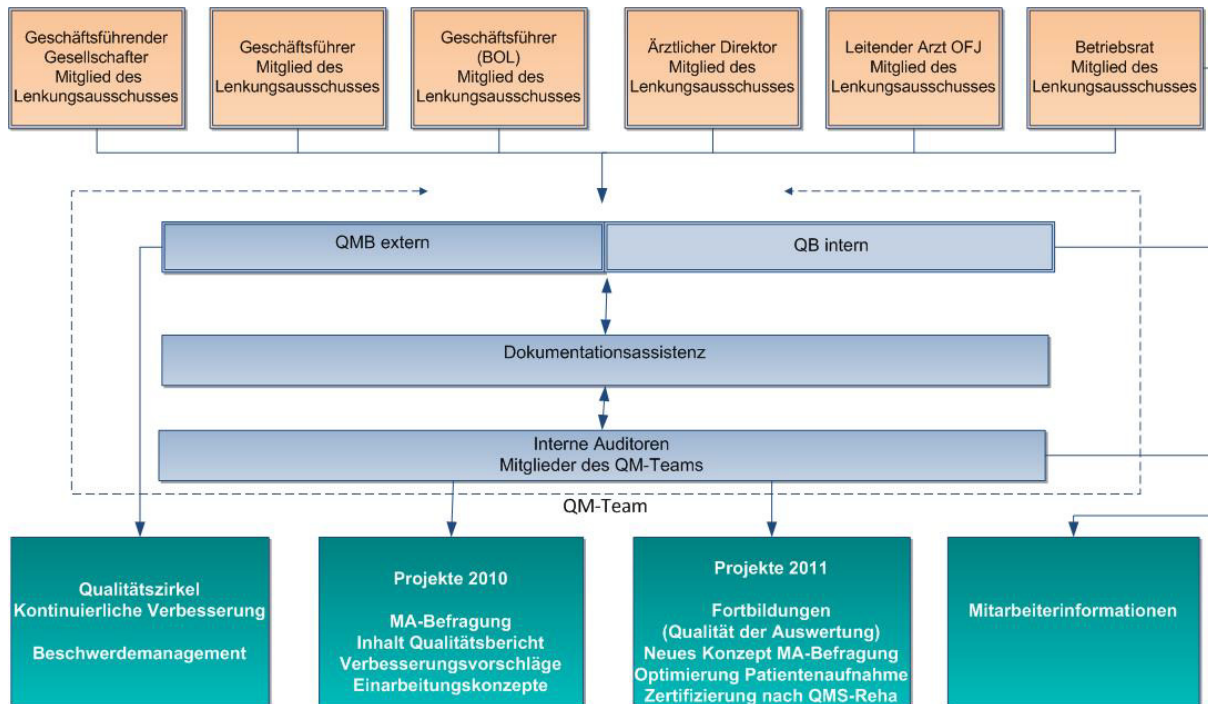 Geschäftsführender
Gesellschafter
Mitglied des
Lenkungsausschusses
Geschäftsführer
Mitglied des
Lenkungsausschusses
Geschäftsführer
(BOL)
Mitglied des
Lenkungsausschusses
Ärztlicher Direktor
Mitglied des
Lenkungsausschusses
Leitender Arzt OFJ
Mitglied des
Lenkungsausschusses
Betriebsrat
Mitglied des
Lenkungsausschusses
QMB extern
QB intern
Dokumentationsassistenz
Interne Auditoren
Mitglieder des QM-Teams
QM-Team
Qualitätszirkel
Kontinuierliche Verbesserung
Beschwerdemanagement
Projekte 2010
MA-Befragung
Inhalt Qualitätsbericht
Verbesserungsvorschläge
Einarbeitungskonzepte
Projekte 2011
Fortbildungen
(Qualität der Auswertung)
Neues Konzept MA-Befragung
Optimierung Patientenaufnahme
Zertifizierung nach QMS-Reha
Mitarbeiterinformationen